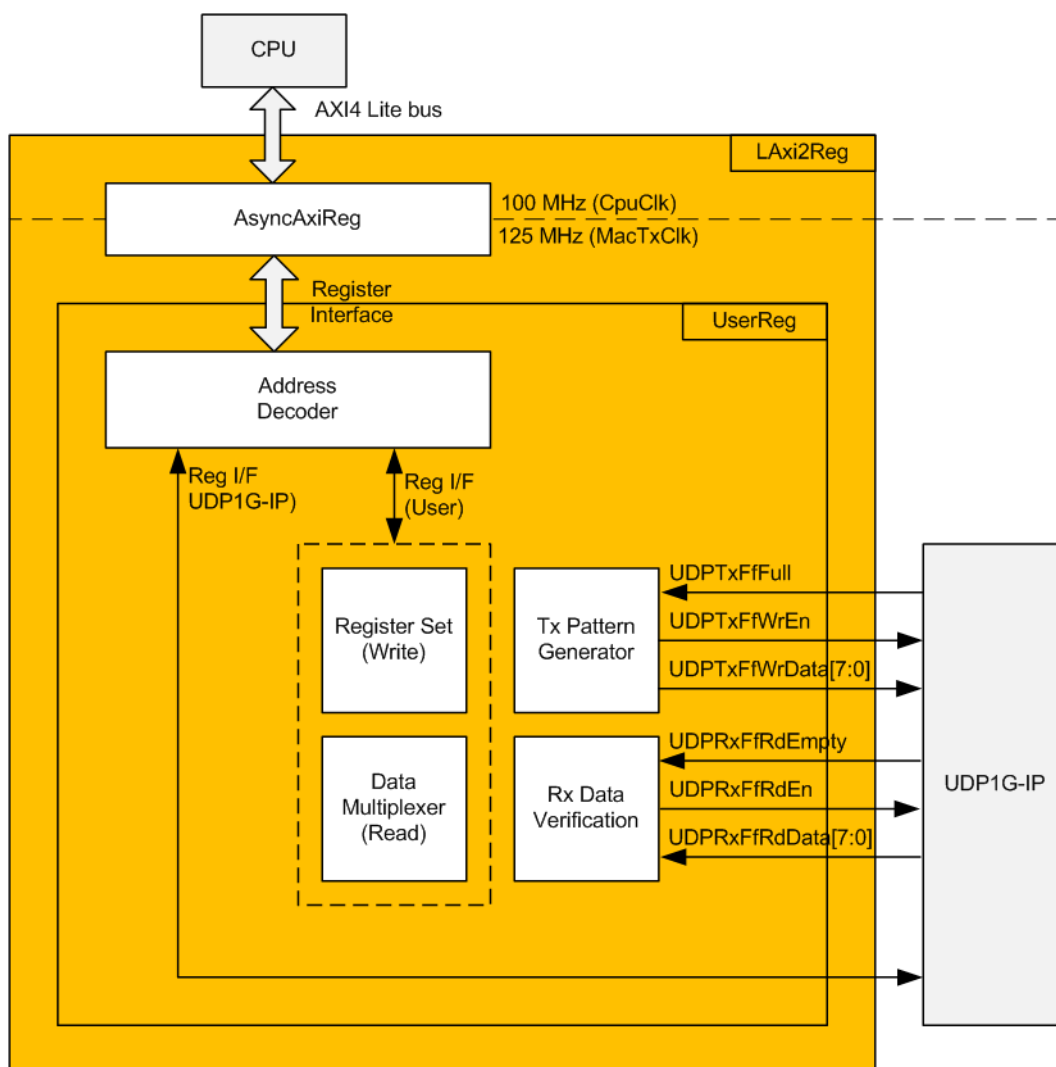 CPU
AXI4 Lite bus
LAxi2Reg
AsyncAxiReg
100 MHz (CpuClk)
125 MHz (MacTxClk)
Register
Interface
UserReg
Address
Decoder
Reg I/F
UDP1G-IP)
Reg I/F
(User)
Register Set
(Write)
Tx Pattern
Generator
UDPTxFfFull
UDPTxFfWrEn
UDPTxFfWrData[7:0]
Data
Multiplexer
(Read)
Rx Data
Verification
UDPRxFfRdEmpty
UDPRxFfRdEn
UDPRxFfRdData[7:0]
UDP1G-IP